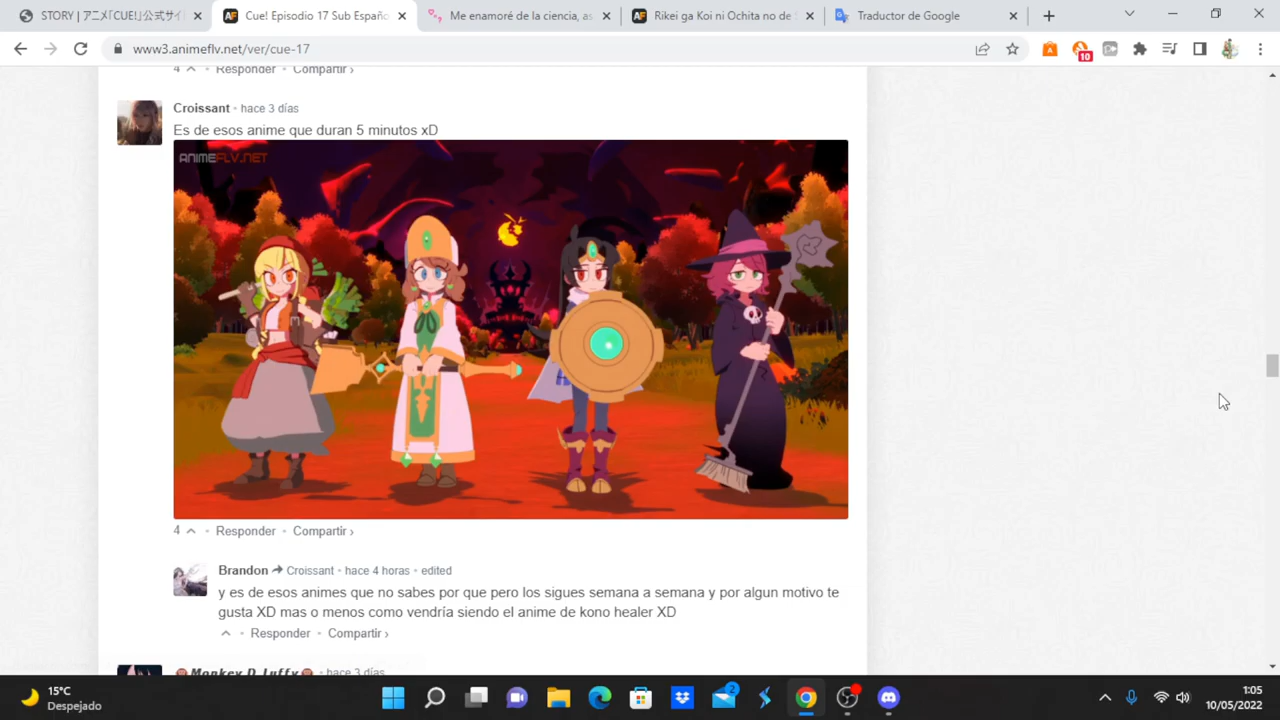 STORY | アニメ「CUE!」公式サイ
Cue! Episodio 17 Sub Españo
Me enamoré de la ciencia, as
Rikei ga Koi ni Ochita no de
Traductor de Google
www3.animeflv.net/ver/cue-17
10
4 • Responder • Compartir ›
Croissant • hace 3 días
Es de esos anime que duran 5 minutos xD
ANIMEFLV.NET
4 • Responder • Compartir ›
Brandon Croissant • hace 4 horas • edited
y es de esos animes que no sabes por que pero los sigues semana a semana y por algun motivo te
gusta XD mas o menos como vendría siendo el anime de kono healer XD
• Responder • Compartir ›
Monkey D Luffy • hace 3 días
15°C
Despejado
2
1:05
10/05/2022